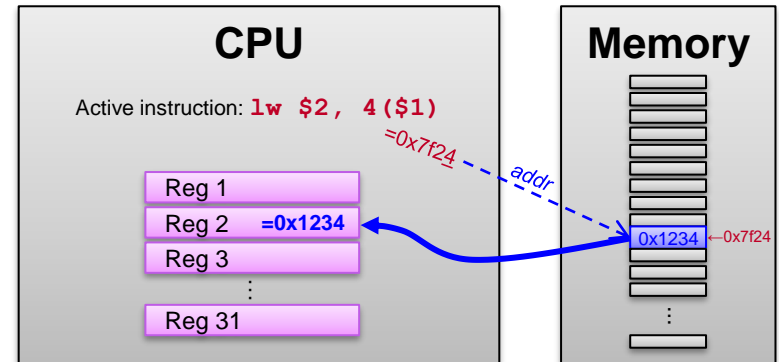 CPU
Active instruction: lw $2, 4($1)
=0x7f24
Reg 1
Reg 2 =0x1234
Reg 3
⋮
Reg 31
addr
Memory
0x1234 ←0x7f24
⋮